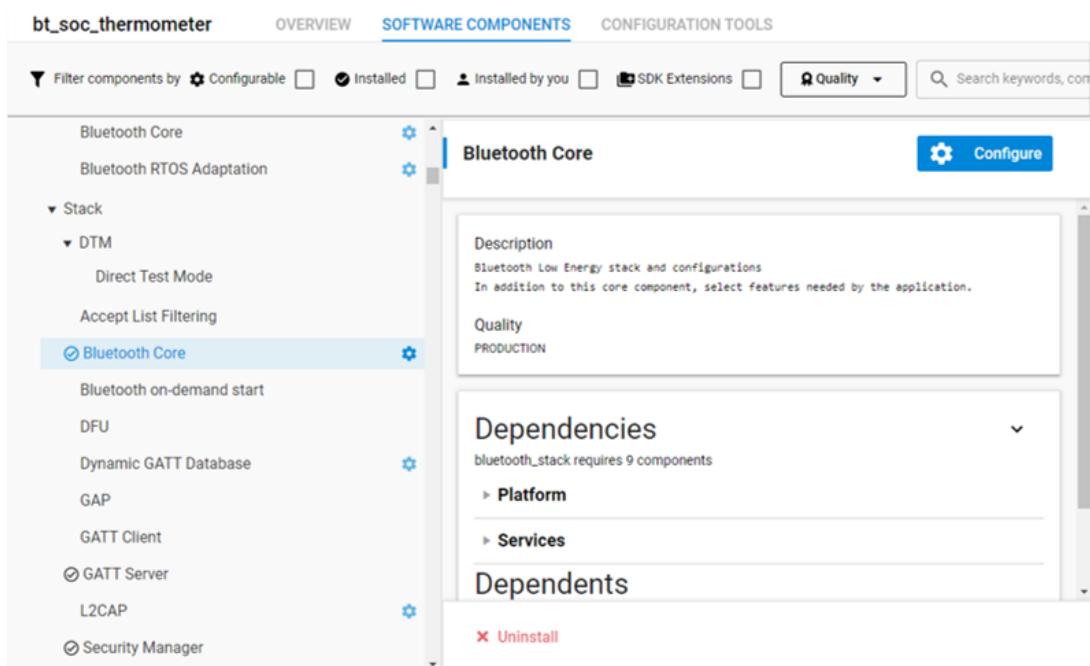 bt_soc_thermometer OVERVIEW SOFTWARE COMPONENTS CONFIGURATION TOOLS
Filter components by Configurable Installed Installed by you SDK Extensions Quality Search keywords, com
Bluetooth Core
Bluetooth RTOS Adaptation
Stack
DTM
Direct Test Mode
Accept List Filtering
Bluetooth Core
Bluetooth on-demand start
DFU
Dynamic GATT Database
GAP
GATT Client
GATT Server
L2CAP
Security Manager
Bluetooth Core Configure
Description
Bluetooth Low Energy stack and configurations
In addition to this core component, select features needed by the application.
Quality
PRODUCTION
Dependencies
bluetooth_stack requires 9 components
Platform
Services
Dependents
Uninstall